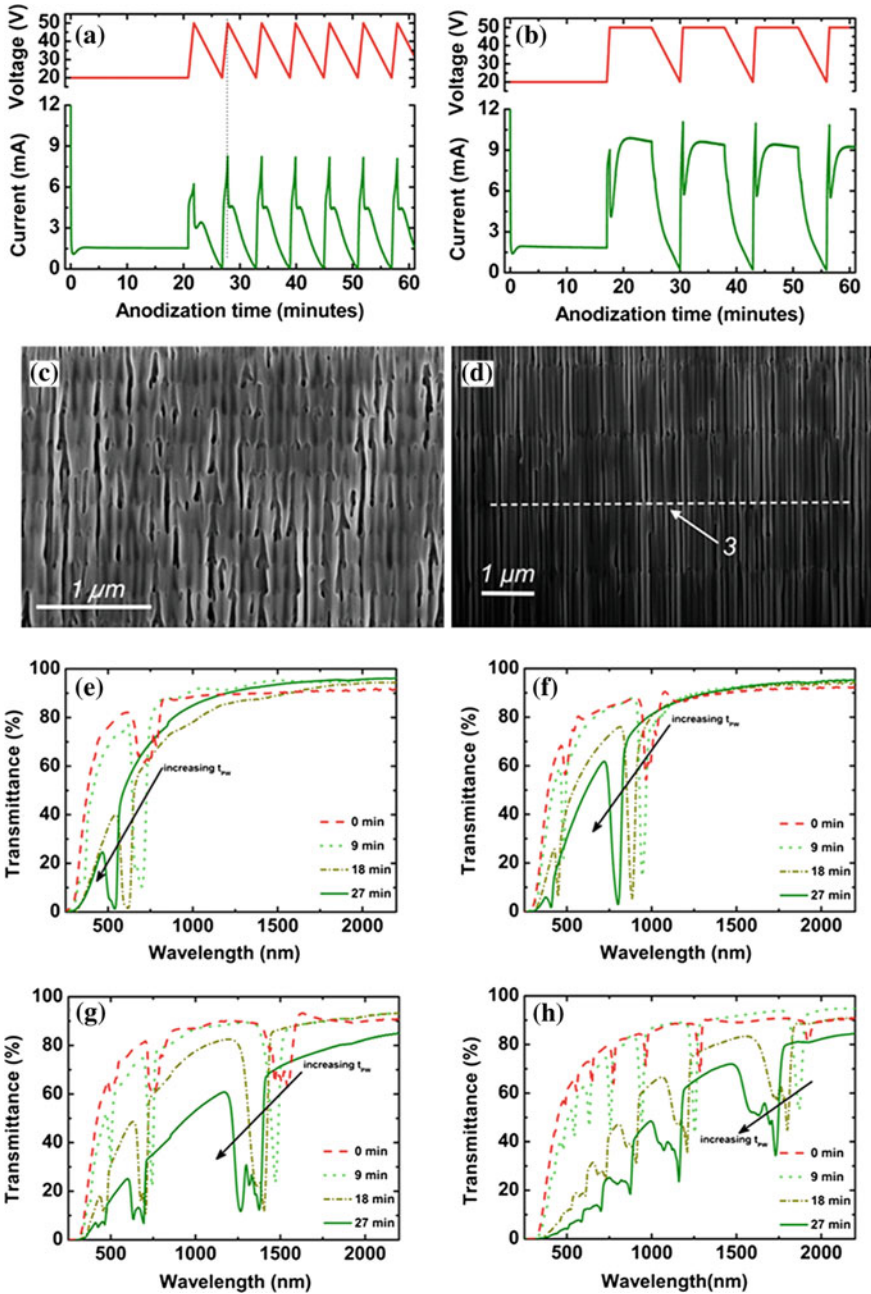 (a)
Voltage (V)
50
40
30
20
Current (mA)
12
9
6
3
0
0 10 20 30 40 50 60
Anodization time (minutes)
(b)
Voltage (V)
50
40
30
20
Current (mA)
12
9
6
3
0
0 10 20 30 40 50 60
Anodization time (minutes)
(c)
1 µm
(d)
3
1 µm
(e)
Transmittance (%)
100
80
60
40
20
0
increasing tPW
0 min
9 min
18 min
27 min
500 1000 1500 2000
Wavelength (nm)
(f)
Transmittance (%)
100
80
60
40
20
0
increasing tPW
0 min
9 min
18 min
27 min
500 1000 1500 2000
Wavelength (nm)
(g)
Transmittance (%)
100
80
60
40
20
0
increasing tPW
0 min
9 min
18 min
27 min
500 1000 1500 2000
Wavelength (nm)
(h)
Transmittance (%)
100
80
60
40
20
0
increasing tPW
0 min
9 min
18 min
27 min
500 1000 1500 2000
Wavelength(nm)